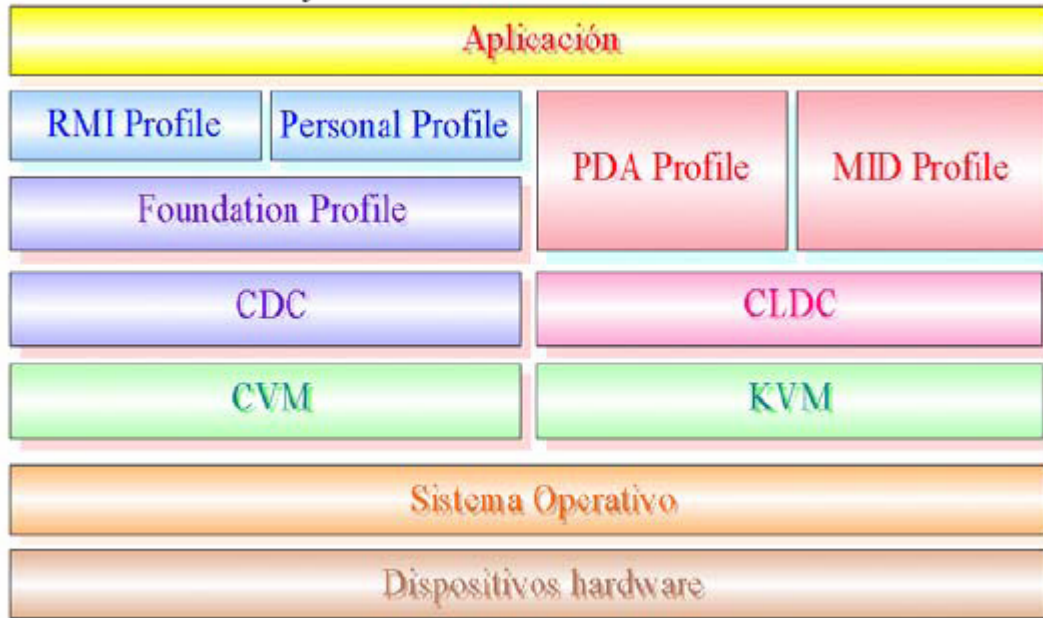 Aplicación
RMI Profile
Personal Profile
PDA Profile
MID Profile
Foundation Profile
CDC
CLDC
CVM
KVM
Sistema Operativo
Dispositivos hardware